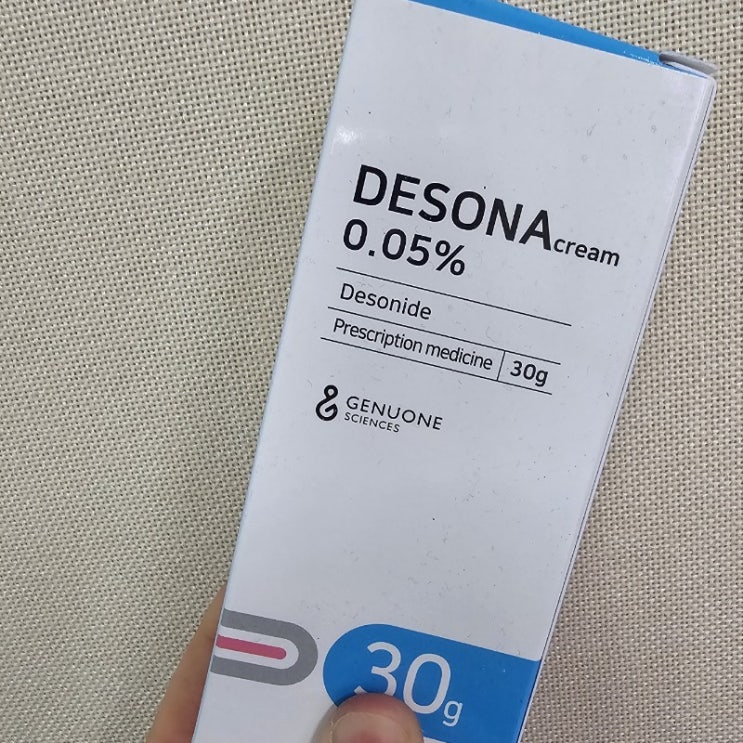 DESONA cream
0.05%
Desonide
Prescription medicine 30g
GENUONE
SCIENCES
30g